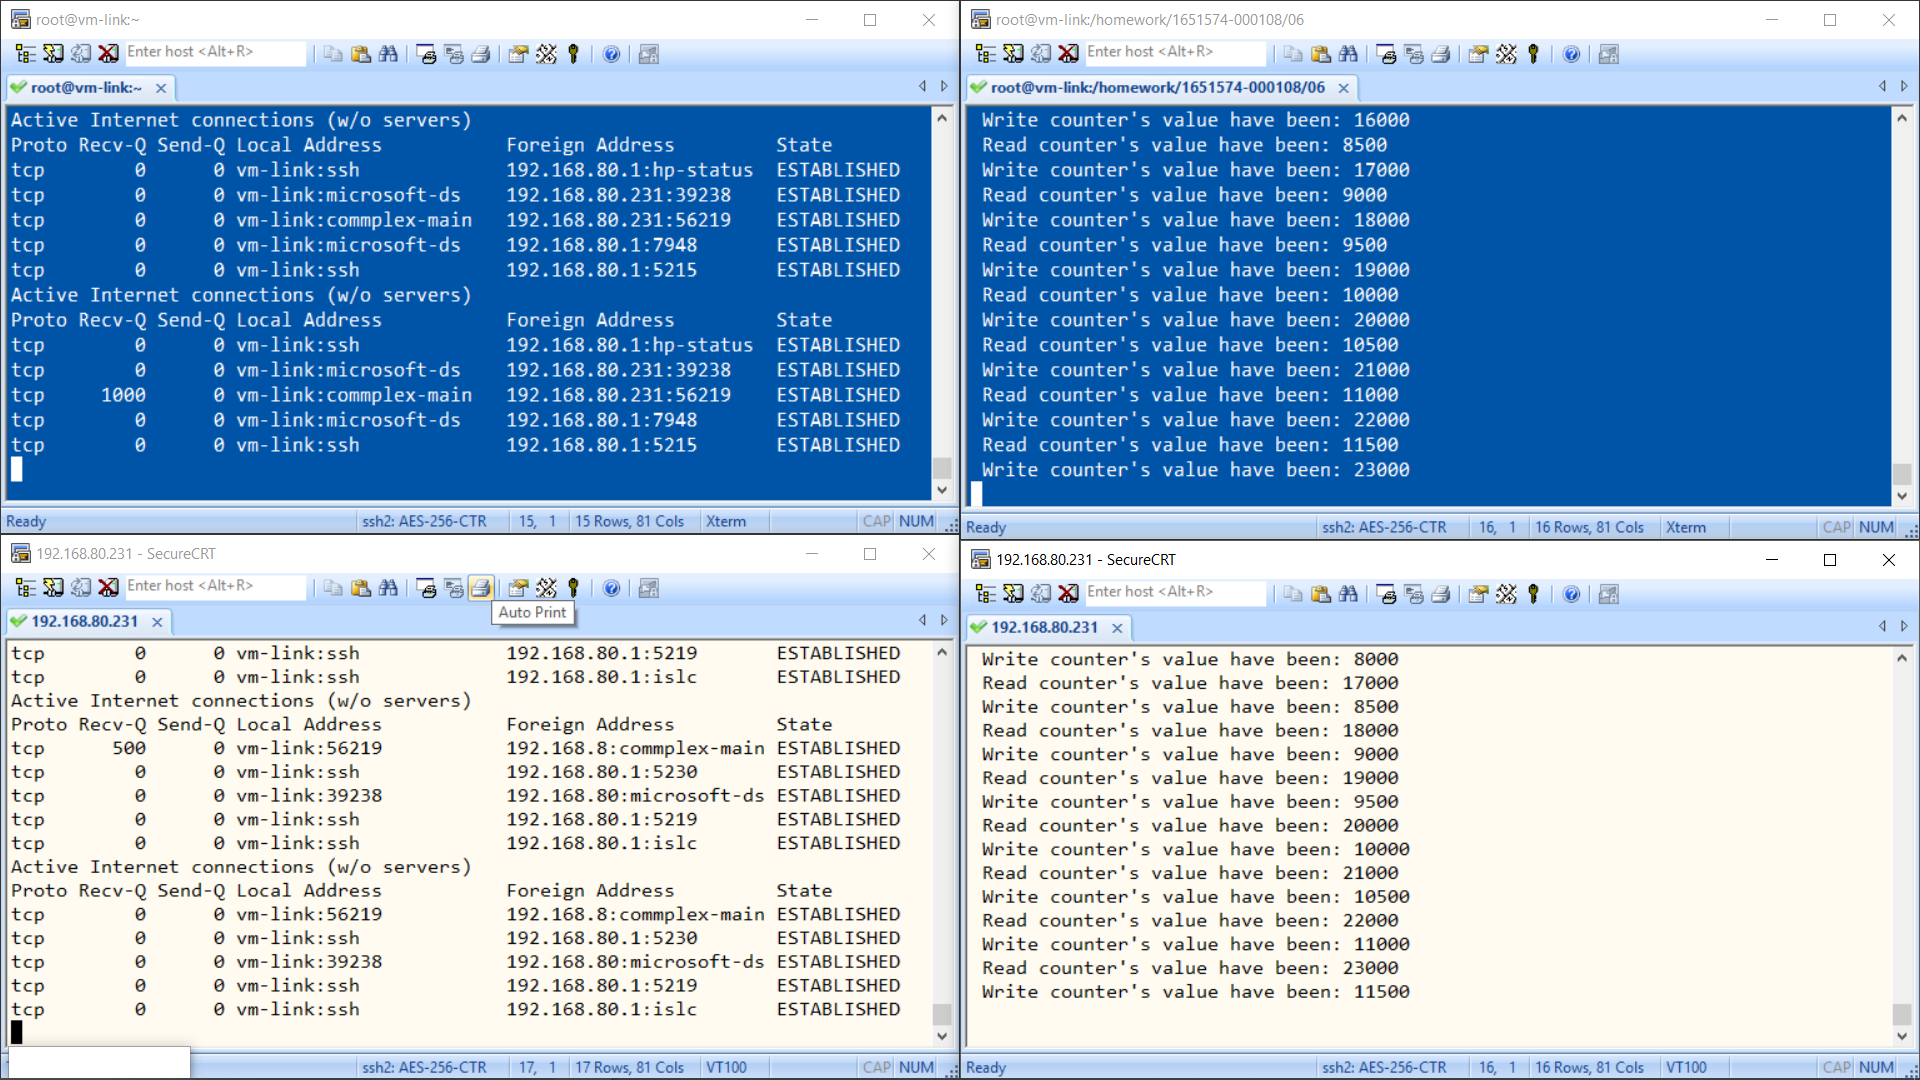 root@vm-link:~
Enter host <Alt+R>
root@vm-link:~
Active Internet connections (w/o servers)
Proto Recv-Q Send-Q Local Address Foreign Address State
tcp 0 0 vm-link:ssh 192.168.80.1:hp-status ESTABLISHED
tcp 0 0 vm-link:microsoft-ds 192.168.80.231:39238 ESTABLISHED
tcp 0 0 vm-link:commplex-main 192.168.80.231:56219 ESTABLISHED
tcp 0 0 vm-link:microsoft-ds 192.168.80.1:7948 ESTABLISHED
tcp 0 0 vm-link:ssh 192.168.80.1:5215 ESTABLISHED
Active Internet connections (w/o servers)
Proto Recv-Q Send-Q Local Address Foreign Address State
tcp 0 0 vm-link:ssh 192.168.80.1:hp-status ESTABLISHED
tcp 0 0 vm-link:microsoft-ds 192.168.80.231:39238 ESTABLISHED
tcp 1000 0 vm-link:commplex-main 192.168.80.231:56219 ESTABLISHED
tcp 0 0 vm-link:microsoft-ds 192.168.80.1:7948 ESTABLISHED
tcp 0 0 vm-link:ssh 192.168.80.1:5215 ESTABLISHED
Ready ssh2: AES-256-CTR 15, 1 15 Rows, 81 Cols Xterm CAP NUM
root@vm-link:/homework/1651574-000108/06
Enter host <Alt+R>
root@vm-link:/homework/1651574-000108/06
Write counter's value have been: 16000
Read counter's value have been: 8500
Write counter's value have been: 17000
Read counter's value have been: 9000
Write counter's value have been: 18000
Read counter's value have been: 9500
Write counter's value have been: 19000
Read counter's value have been: 10000
Write counter's value have been: 20000
Read counter's value have been: 10500
Write counter's value have been: 21000
Read counter's value have been: 11000
Write counter's value have been: 22000
Read counter's value have been: 11500
Write counter's value have been: 23000
Ready ssh2: AES-256-CTR 16, 1 16 Rows, 81 Cols Xterm CAP NUM
192.168.80.231 - SecureCRT
Enter host <Alt+R>
Auto Print
192.168.80.231
tcp 0 0 vm-link:ssh 192.168.80.1:5219 ESTABLISHED
tcp 0 0 vm-link:ssh 192.168.80.1:islc ESTABLISHED
Active Internet connections (w/o servers)
Proto Recv-Q Send-Q Local Address Foreign Address State
tcp 500 0 vm-link:56219 192.168.8:commplex-main ESTABLISHED
tcp 0 0 vm-link:ssh 192.168.80.1:5230 ESTABLISHED
tcp 0 0 vm-link:39238 192.168.80:microsoft-ds ESTABLISHED
tcp 0 0 vm-link:ssh 192.168.80.1:5219 ESTABLISHED
tcp 0 0 vm-link:ssh 192.168.80.1:islc ESTABLISHED
Active Internet connections (w/o servers)
Proto Recv-Q Send-Q Local Address Foreign Address State
tcp 0 0 vm-link:56219 192.168.8:commplex-main ESTABLISHED
tcp 0 0 vm-link:ssh 192.168.80.1:5230 ESTABLISHED
tcp 0 0 vm-link:39238 192.168.80:microsoft-ds ESTABLISHED
tcp 0 0 vm-link:ssh 192.168.80.1:5219 ESTABLISHED
tcp 0 0 vm-link:ssh 192.168.80.1:islc ESTABLISHED
ssh2: AES-256-CTR 17, 1 17 Rows, 81 Cols VT100 CAP NUM
192.168.80.231 - SecureCRT
Enter host <Alt+R>
192.168.80.231
Write counter's value have been: 8000
Read counter's value have been: 17000
Write counter's value have been: 8500
Read counter's value have been: 18000
Write counter's value have been: 9000
Read counter's value have been: 19000
Write counter's value have been: 9500
Read counter's value have been: 20000
Write counter's value have been: 10000
Read counter's value have been: 21000
Write counter's value have been: 10500
Read counter's value have been: 22000
Write counter's value have been: 11000
Read counter's value have been: 23000
Write counter's value have been: 11500
Ready ssh2: AES-256-CTR 16, 1 16 Rows, 81 Cols VT100 CAP NUM